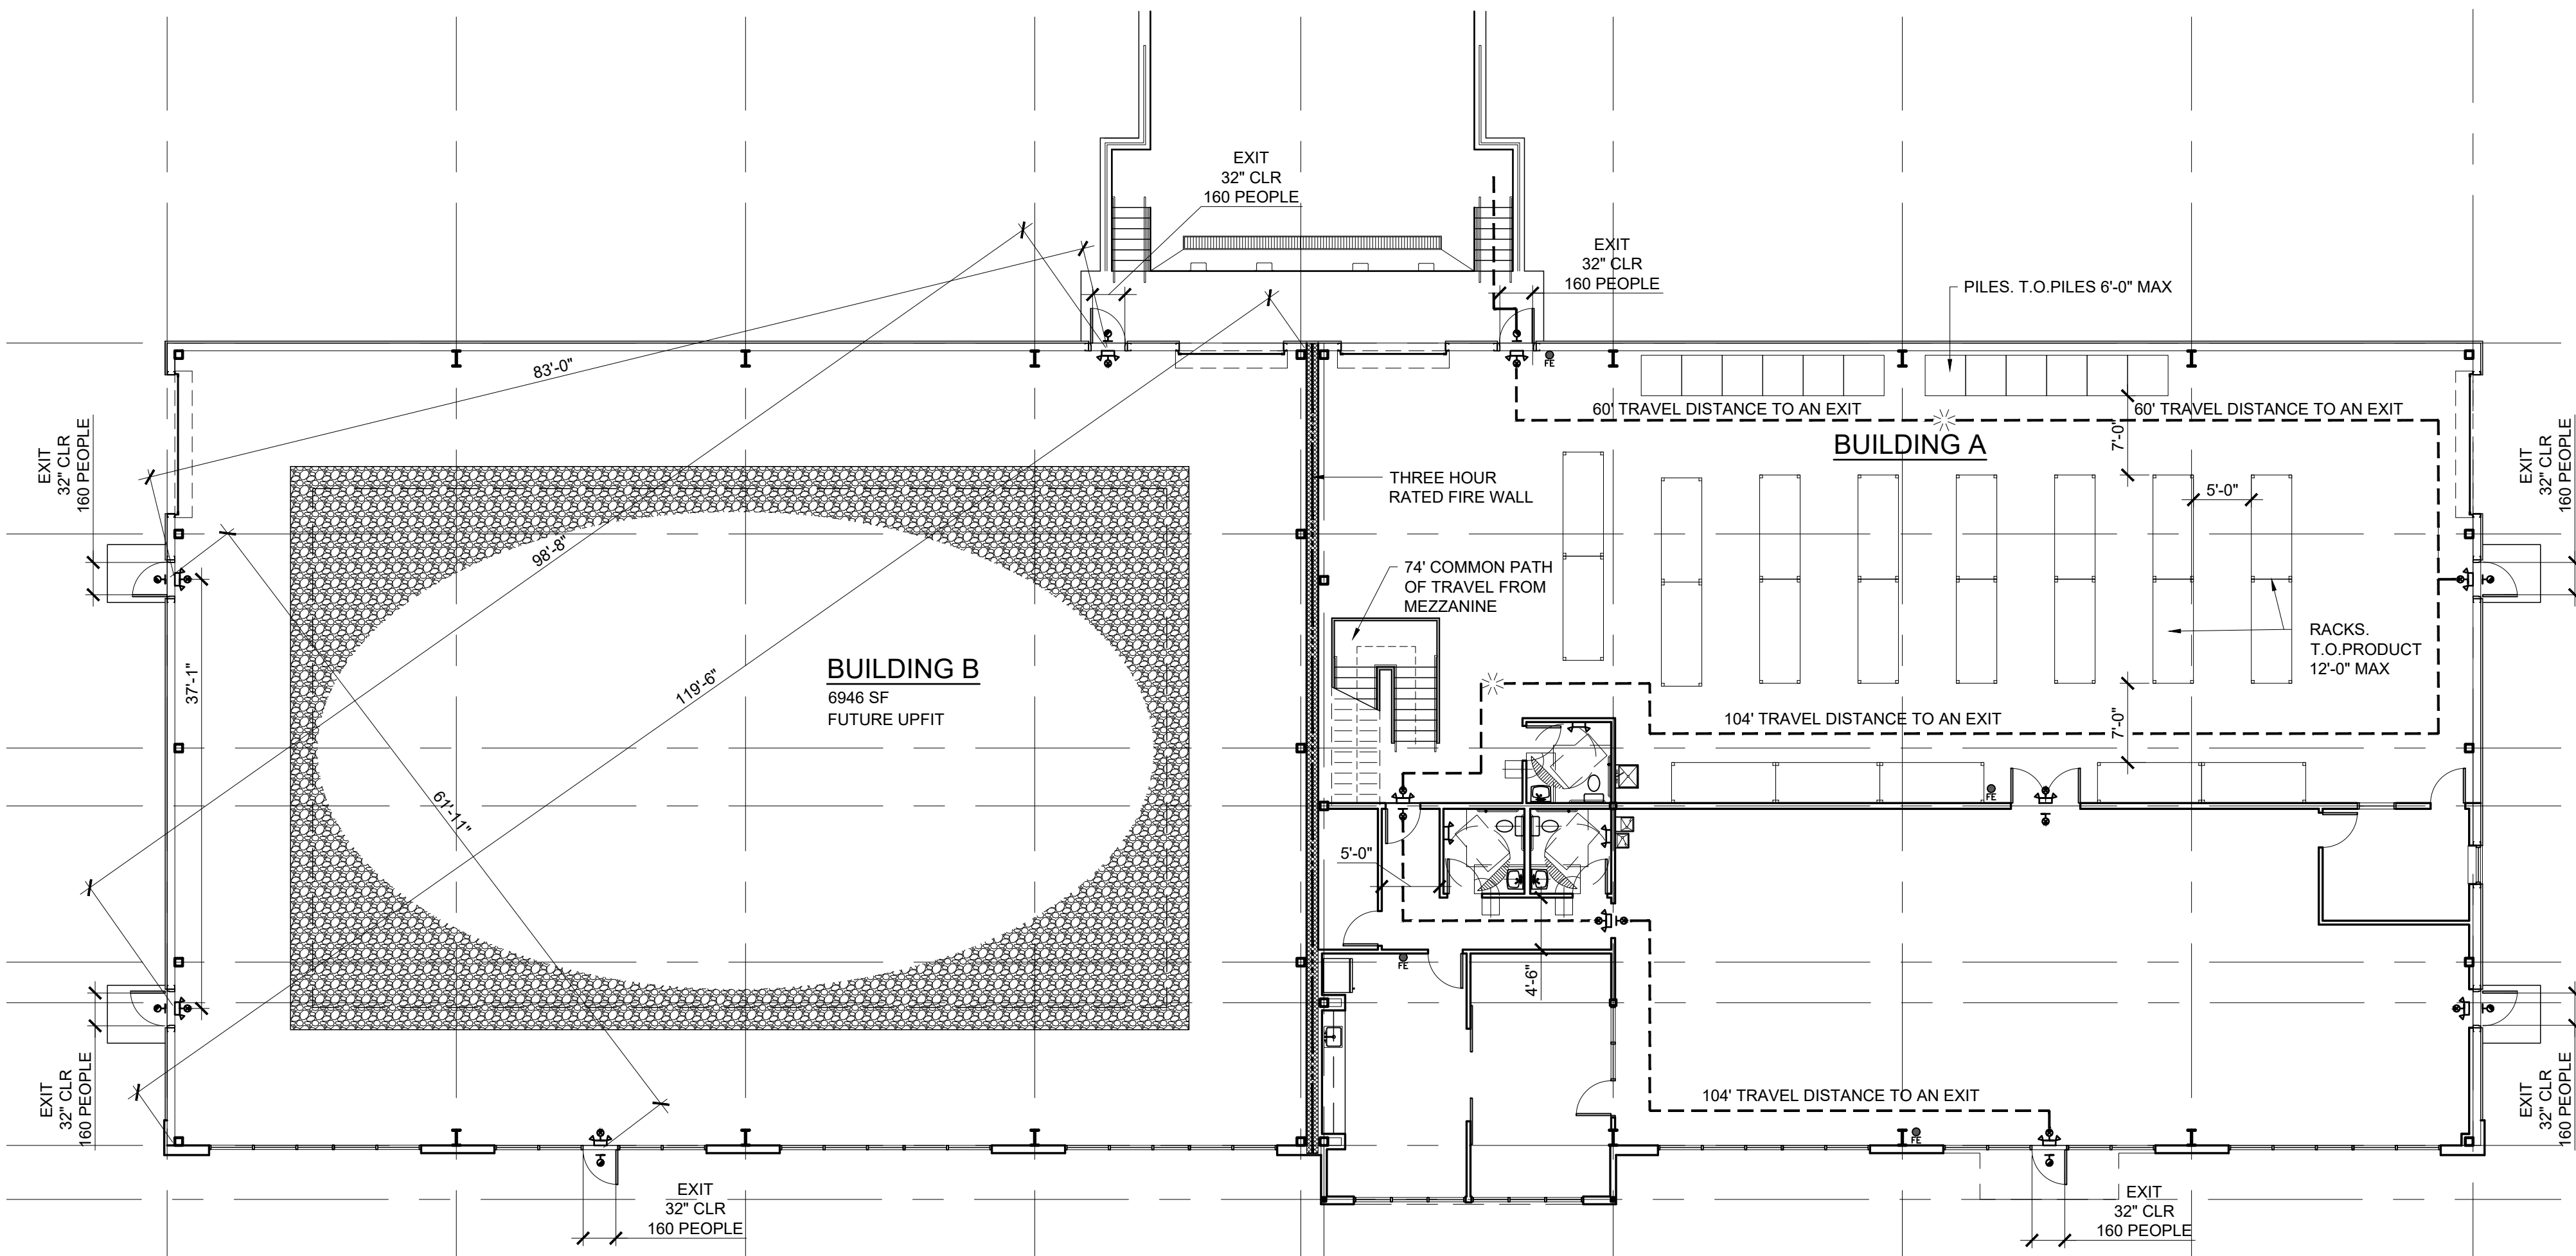 EXIT
32" CLR
160 PEOPLE
EXIT
32" CLR
160 PEOPLE
PILES. T.O.PILES 6'-0" MAX
83'-0"
FE
60' TRAVEL DISTANCE TO AN EXIT
60' TRAVEL DISTANCE TO AN EXIT
7'-0"
BUILDING A
EXIT
32" CLR
160 PEOPLE
EXIT
32" CLR
160 PEOPLE
THREE HOUR
RATED FIRE WALL
5'-0"
98'-8"
74' COMMON PATH
OF TRAVEL FROM
MEZZANINE
RACKS.
T.O.PRODUCT
12'-0" MAX
37'-1"
119'-6"
BUILDING B
6946 SF
FUTURE UPFIT
104' TRAVEL DISTANCE TO AN EXIT
7'-0"
61'-11"
FE
5'-0"
FE
4'-6"
EXIT
32" CLR
160 PEOPLE
104' TRAVEL DISTANCE TO AN EXIT
EXIT
32" CLR
160 PEOPLE
FE
EXIT
32" CLR
160 PEOPLE
EXIT
32" CLR
160 PEOPLE